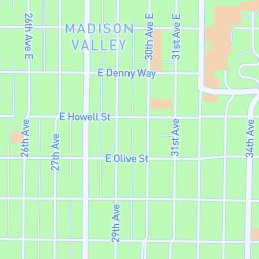 26th Ave E
MADISON
VALLEY
30th Ave E
31st Ave E
E Denny Way
E Howell St
26th Ave
27th Ave
31st Ave
34th Ave
E Olive St
29th Ave